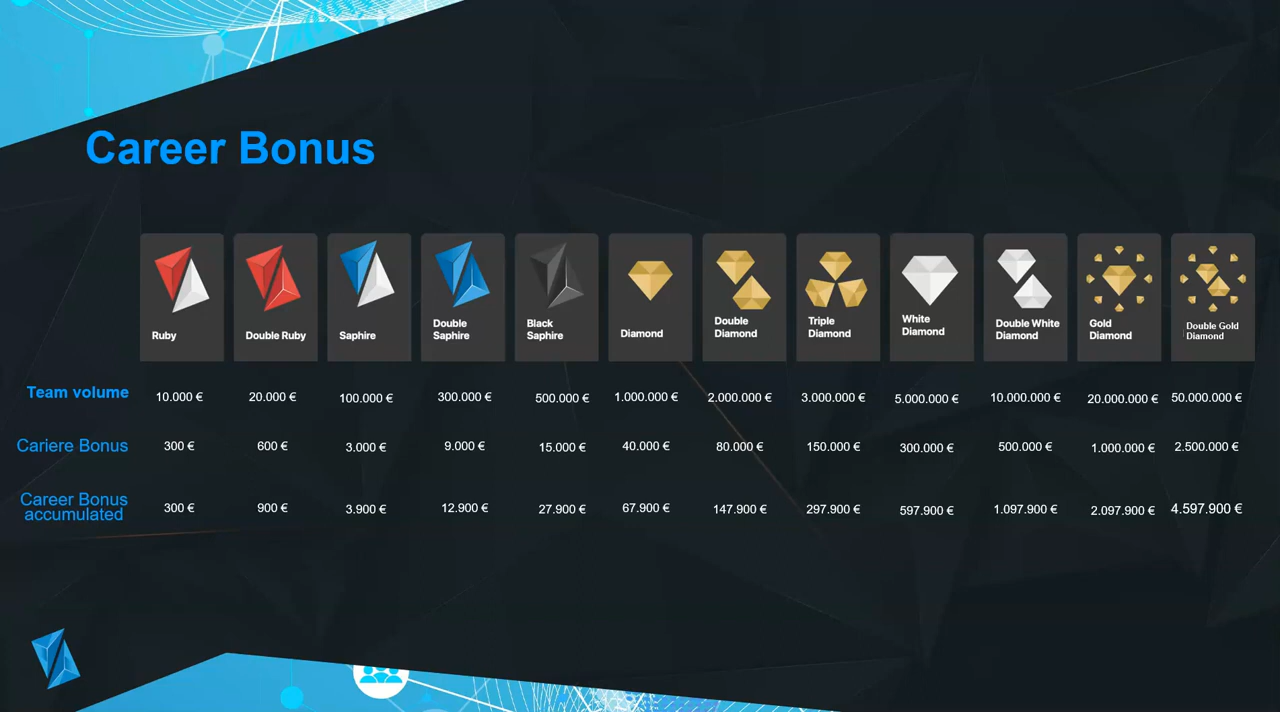 Career Bonus
Ruby
Double Ruby
Saphire
Double
Saphire
Black
Saphire
Diamond
Double
Diamond
Triple
Diamond
White
Diamond
Double White
Diamond
Gold
Diamond
Double Gold
Diamond
Team volume 10.000 € 20.000 € 100.000 € 300.000 € 500.000 € 1.000.000 € 2.000.000 € 3.000.000 € 5.000.000 € 10.000.000 € 20.000.000 € 50.000.000 €
Cariere Bonus 300 € 600 € 3.000 € 9.000 € 15.000 € 40.000 € 80.000 € 150.000 € 300.000 € 500.000 € 1.000.000 € 2.500.000 €
Career Bonus
accumulated 300 € 900 € 3.900 € 12.900 € 27.900 € 67.900 € 147.900 € 297.900 € 597.900 € 1.097.900 € 2.097.900 € 4.597.900 €